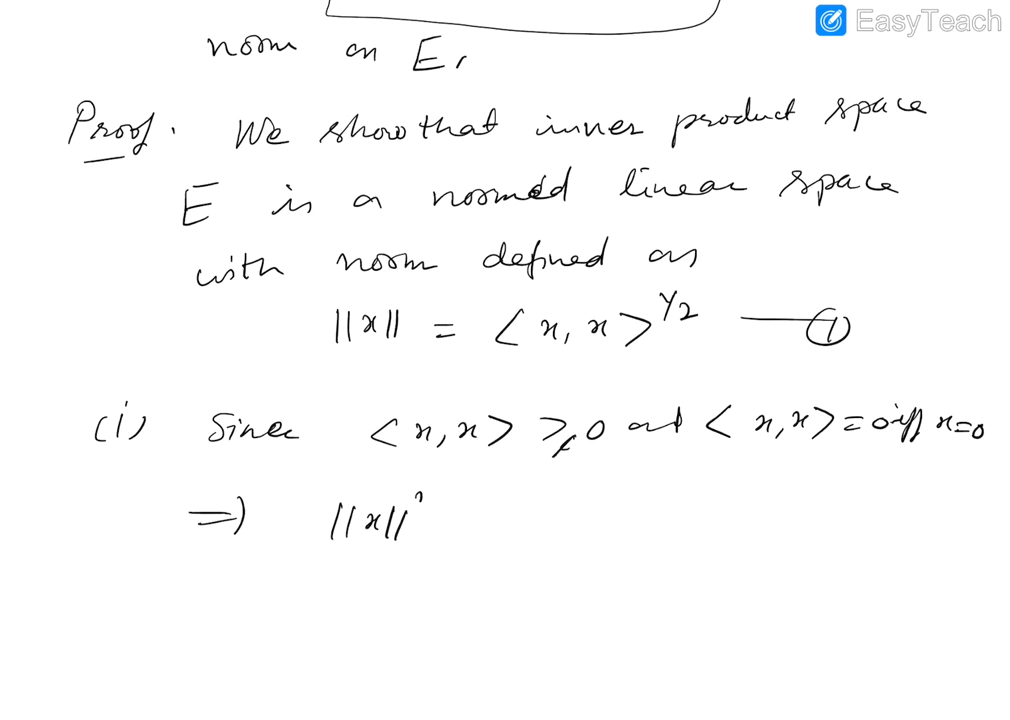 EasyTeach
norm on E,
Proof. We show that inner product space
E is a normed linear space
with norm defined as
||x|| = < x, x >^{1/2} —— ①
(i) Since < x, x > ≥ 0 and < x, x > = 0 iff x = 0
⇒ ||x||²